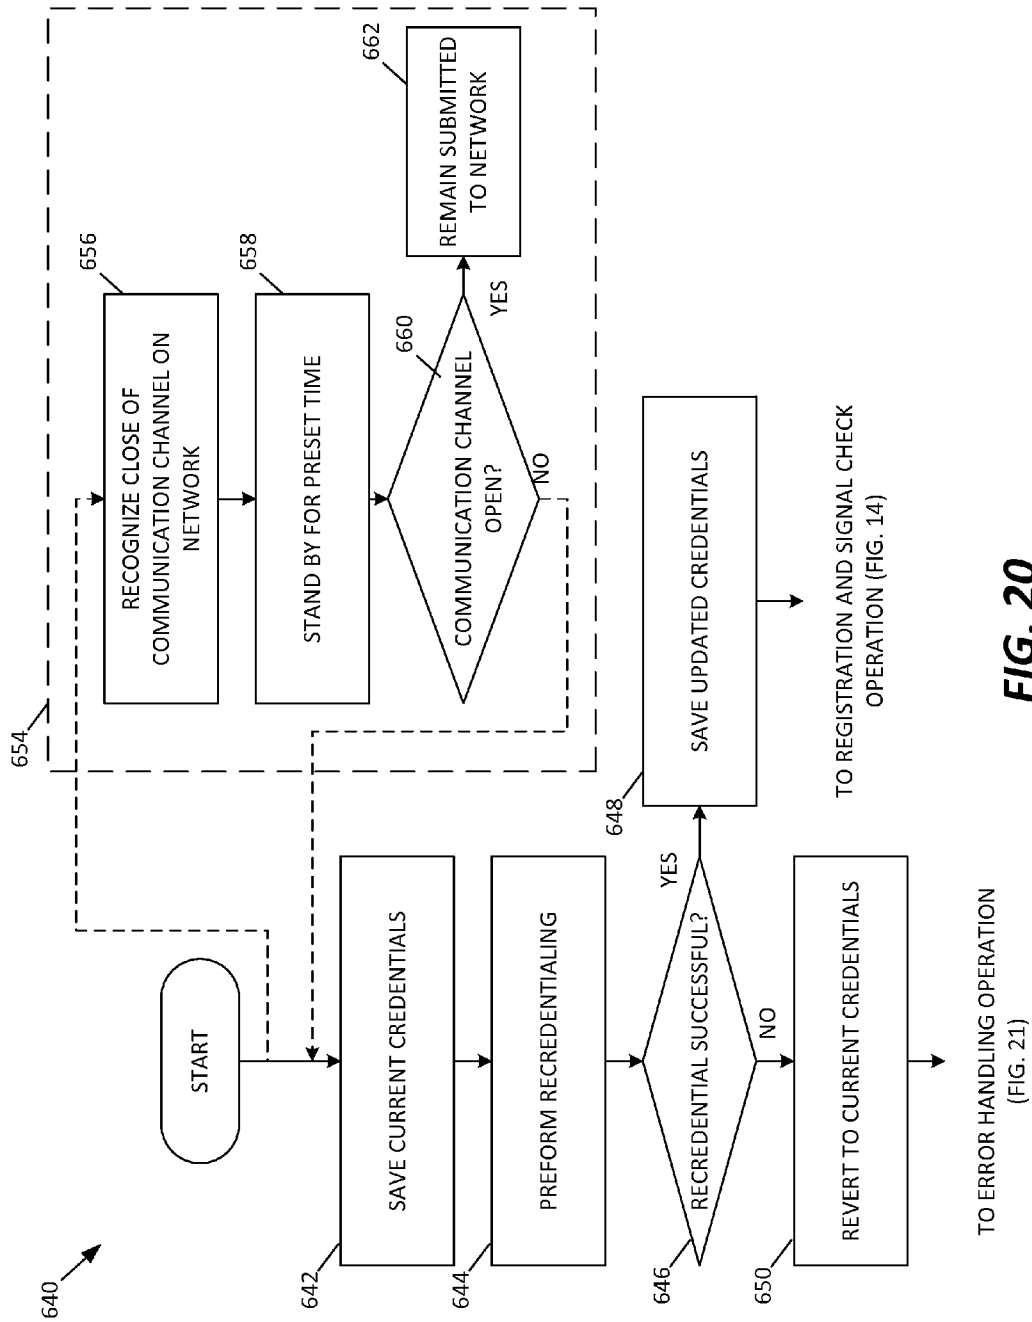 640
START
642
SAVE CURRENT CREDENTIALS
644
PREFORM RECREDENTIALING
646
RECREDENTIAL SUCCESSFUL?
YES
NO
650
REVERT TO CURRENT CREDENTIALS
TO ERROR HANDLING OPERATION
(FIG. 21)
648
SAVE UPDATED CREDENTIALS
TO REGISTRATION AND SIGNAL CHECK
OPERATION (FIG. 14)
654
656
RECOGNIZE CLOSE OF
COMMUNICATION CHANNEL ON
NETWORK
658
STAND BY FOR PRESET TIME
660
COMMUNICATION CHANNEL
OPEN?
YES
NO
662
REMAIN SUBMITTED
TO NETWORK
FIG. 20